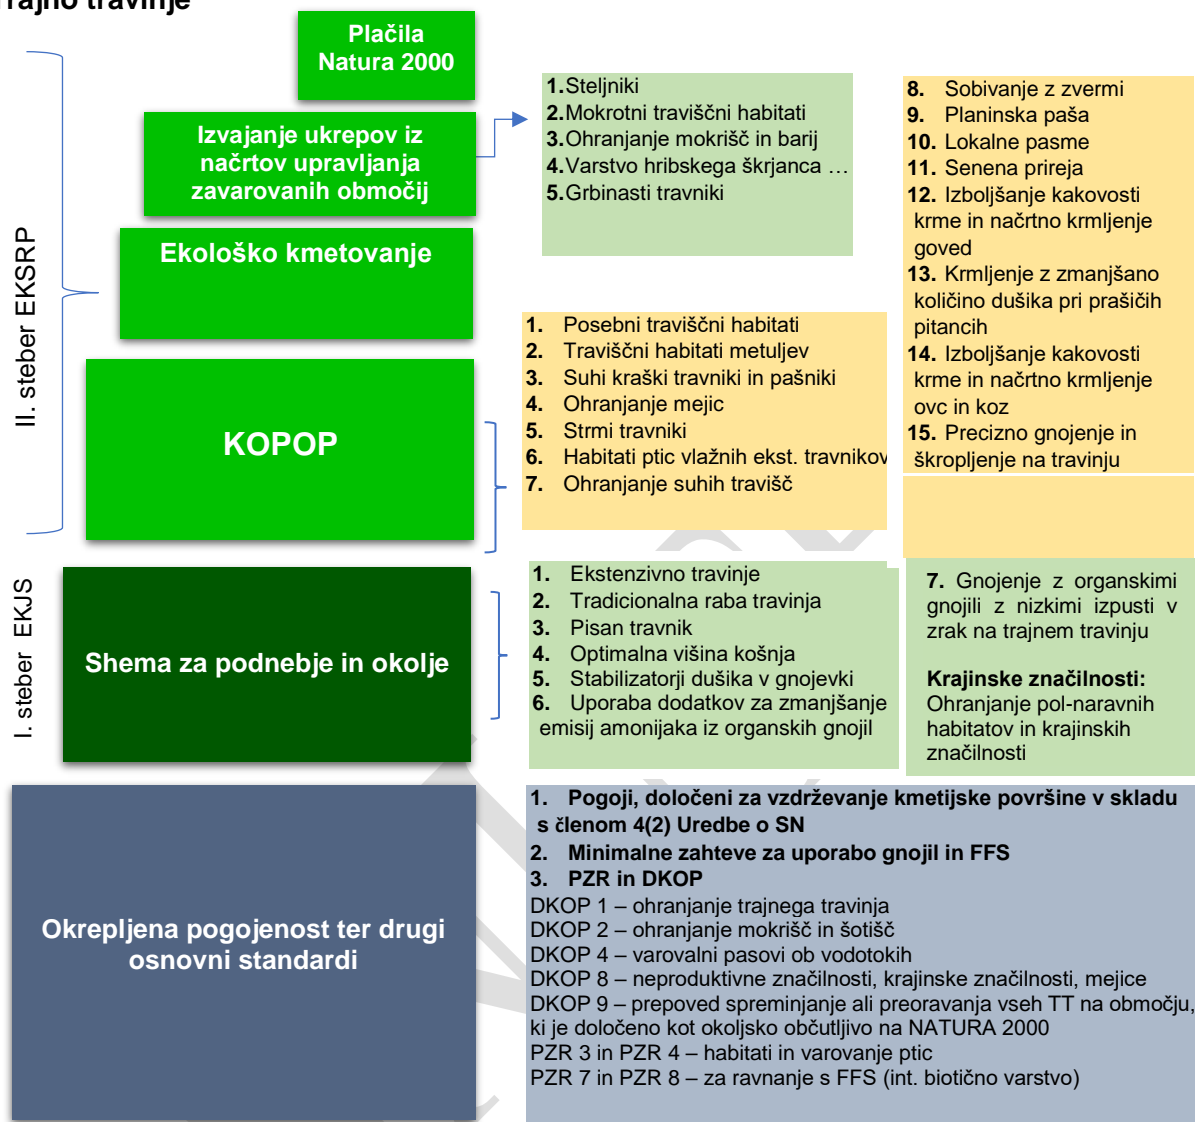 Trajno travinje
Plačila
Natura 2000
Izvajanje ukrepov iz
načrtov upravljanja
zavarovanih območij
1.Steljniki
2.Mokrotni traviščni habitati
3.Ohranjanje mokrišč in barij
4.Varstvo hribskega škrjanca …
5.Grbinasti travniki
8. Sobivanje z zvermi
9. Planinska paša
10. Lokalne pasme
11. Senena prireja
12. Izboljšanje kakovosti
krme in načrtno krmljenje
goved
13. Krmljenje z zmanjšano
količino dušika pri prašičih
pitancih
14. Izboljšanje kakovosti
krme in načrtno krmljenje
ovc in koz
15. Precizno gnojenje in
škropljenje na travinju
II. steber EKSRP
Ekološko kmetovanje
KOPOP
1. Posebni traviščni habitati
2. Traviščni habitati metuljev
3. Suhi kraški travniki in pašniki
4. Ohranjanje mejic
5. Strmi travniki
6. Habitati ptic vlažnih ekst. travnikov
7. Ohranjanje suhih travišč
I. steber EKJS
Shema za podnebje in okolje
1. Ekstenzivno travinje
2. Tradicionalna raba travinja
3. Pisan travnik
4. Optimalna višina košnja
5. Stabilizatorji dušika v gnojevki
6. Uporaba dodatkov za zmanjšanje
emisij amonijaka iz organskih gnojil
7. Gnojenje z organskimi
gnojili z nizkimi izpusti v
zrak na trajnem travinju
Krajinske značilnosti:
Ohranjanje pol-naravnih
habitatov in krajinskih
značilnosti
Okrepljena pogojenost ter drugi
osnovni standardi
1. Pogoji, določeni za vzdrževanje kmetijske površine v skladu
s členom 4(2) Uredbe o SN
2. Minimalne zahteve za uporabo gnojil in FFS
3. PZR in DKOP
DKOP 1 – ohranjanje trajnega travinja
DKOP 2 – ohranjanje mokrišč in šotišč
DKOP 4 – varovalni pasovi ob vodotokih
DKOP 8 – neproduktivne značilnosti, krajinske značilnosti, mejice
DKOP 9 – prepoved spreminjanje ali preoravanja vseh TT na območju,
ki je določeno kot okoljsko občutljivo na NATURA 2000
PZR 3 in PZR 4 – habitati in varovanje ptic
PZR 7 in PZR 8 – za ravnanje s FFS (int. biotično varstvo)